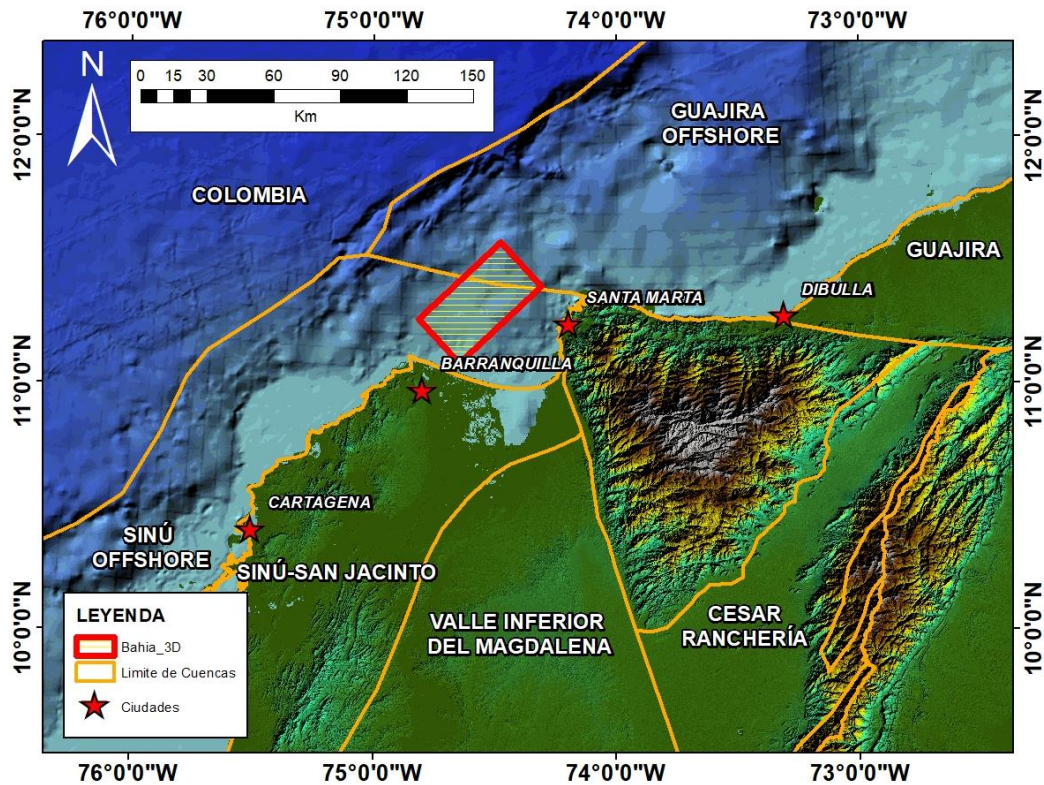 76°0'0"W 75°0'0"W 74°0'0"W 73°0'0"W
N
0 15 30 60 90 120 150
Km
12°0'0"N
12°0'0"N
GUAJIRA
OFFSHORE
COLOMBIA
GUAJIRA
DIBULLA
SANTA MARTA
BARRANQUILLA
11°0'0"N
11°0'0"N
CARTAGENA
SINÚ
OFFSHORE
SINÚ-SAN JACINTO
VALLE INFERIOR
DEL MAGDALENA
CESAR
RANCHERÍA
10°0'0"N
10°0'0"N
LEYENDA
Bahia_3D
Limite de Cuencas
Ciudades
76°0'0"W 75°0'0"W 74°0'0"W 73°0'0"W